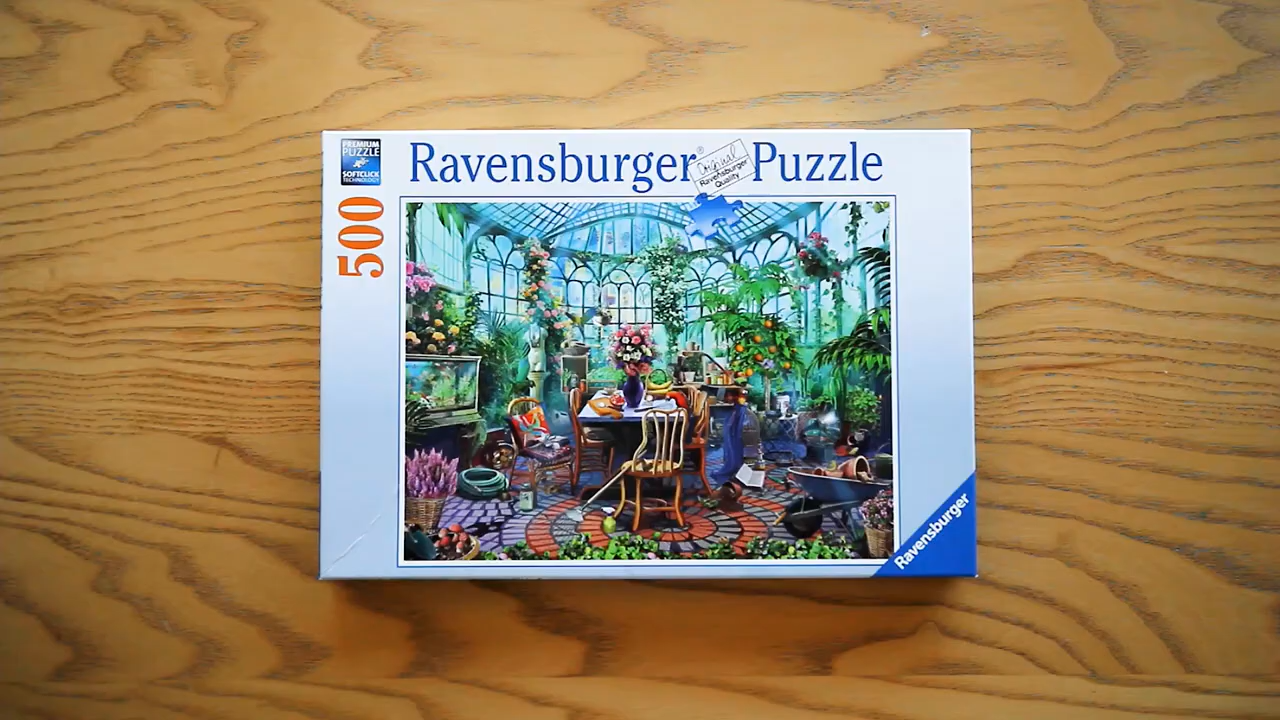 PREMIUM
PUZZLE
SOFTCLICK
TECHNOLOGY
500
Ravensburger® Puzzle
Original
Ravensburger
Quality
Ravensburger